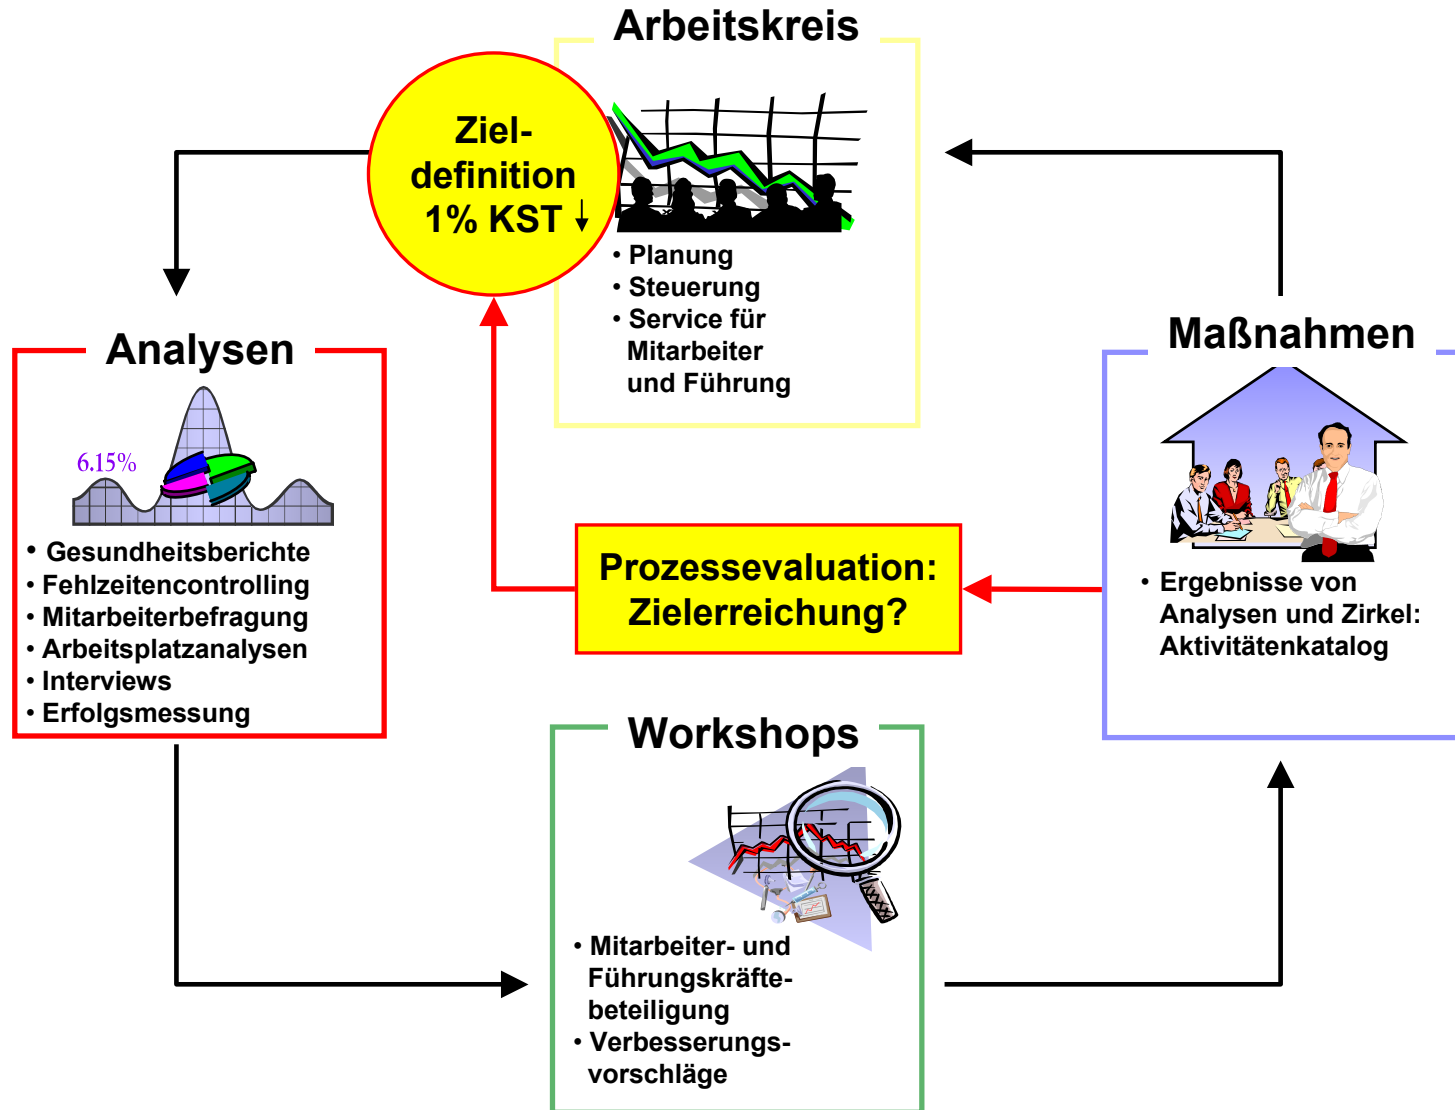 Arbeitskreis
Ziel-
definition
1% KST ↓
• Planung
• Steuerung
• Service für
Mitarbeiter
und Führung
Analysen
6.15%
• Gesundheitsberichte
• Fehlzeitencontrolling
• Mitarbeiterbefragung
• Arbeitsplatzanalysen
• Interviews
• Erfolgsmessung
Maßnahmen
• Ergebnisse von
Analysen und Zirkel:
Aktivitätenkatalog
Prozessevaluation:
Zielerreichung?
Workshops
• Mitarbeiter- und
Führungskräfte-
beteiligung
• Verbesserungs-
vorschläge